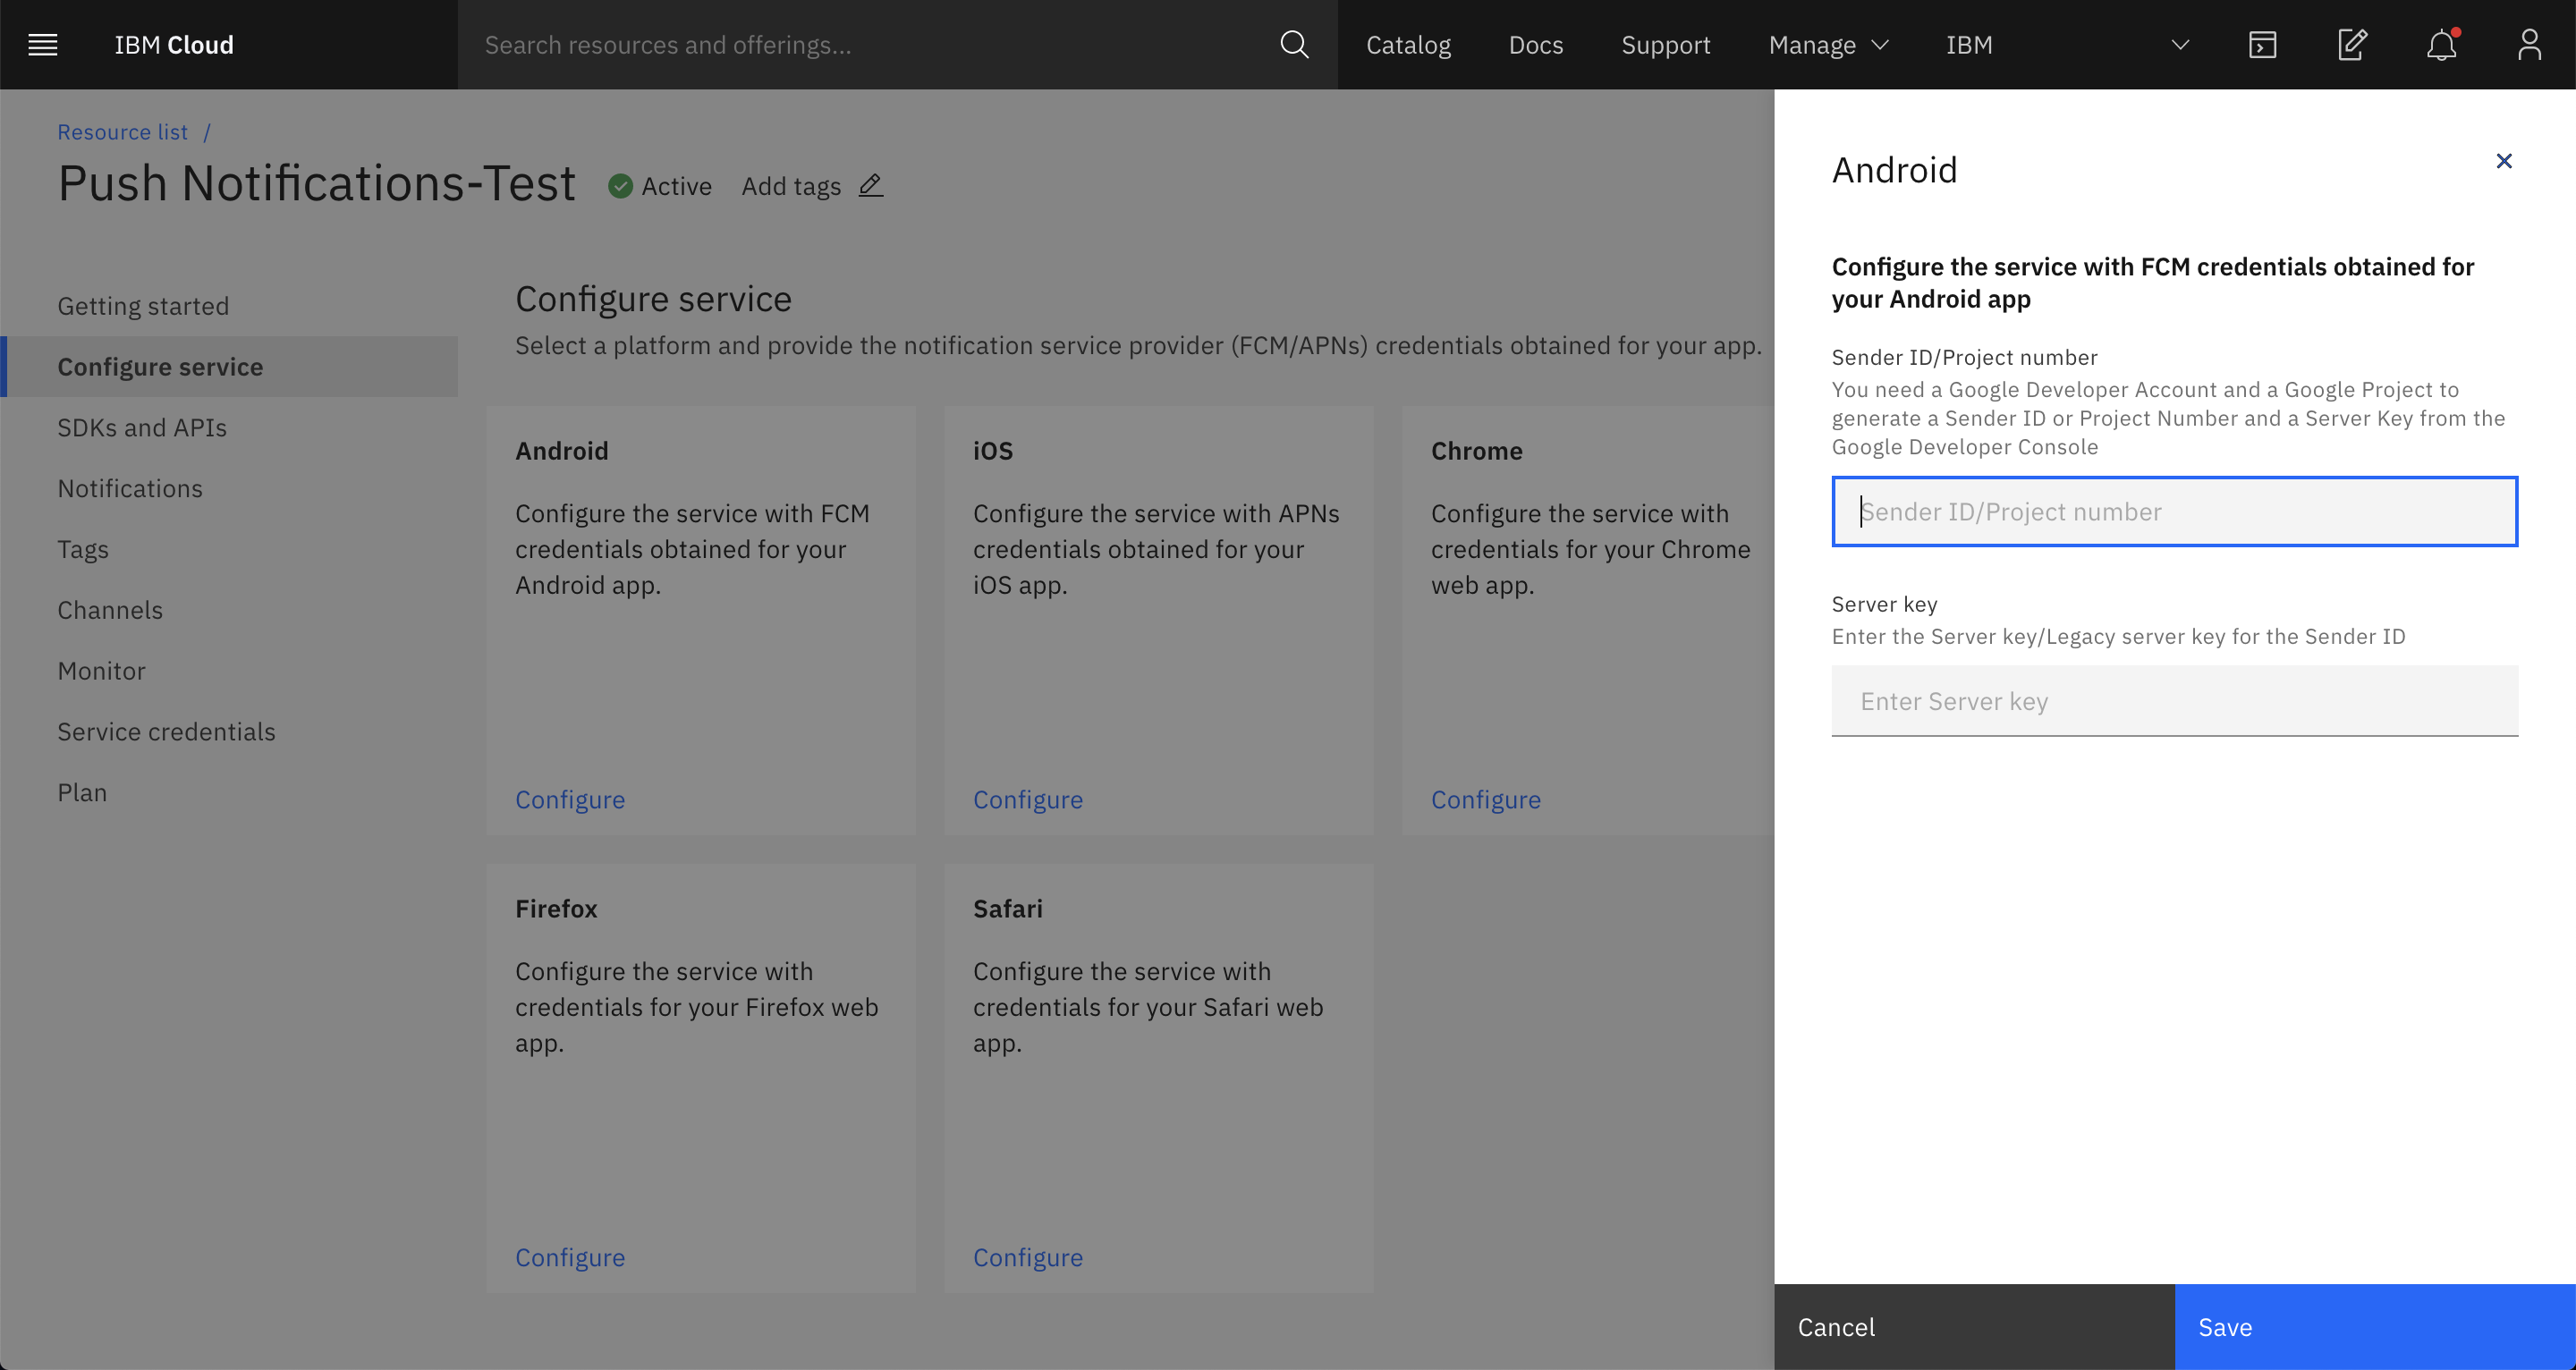 IBM Cloud
Search resources and offerings...
Catalog
Docs
Support
Manage
IBM
Resource list /
Push Notifications-Test
Active
Add tags
Getting started
Configure service
SDKs and APIs
Notifications
Tags
Channels
Monitor
Service credentials
Plan
Configure service
Select a platform and provide the notification service provider (FCM/APNs) credentials obtained for your app.
Android
Configure the service with FCM
credentials obtained for your
Android app.
Configure
iOS
Configure the service with APNs
credentials obtained for your
iOS app.
Configure
Chrome
Configure the service with
credentials for your Chrome
web app.
Configure
Firefox
Configure the service with
credentials for your Firefox web
app.
Configure
Safari
Configure the service with
credentials for your Safari web
app.
Configure
Android
Configure the service with FCM credentials obtained for
your Android app
Sender ID/Project number
You need a Google Developer Account and a Google Project to
generate a Sender ID or Project Number and a Server Key from the
Google Developer Console
Sender ID/Project number
Server key
Enter the Server key/Legacy server key for the Sender ID
Enter Server key
Cancel
Save